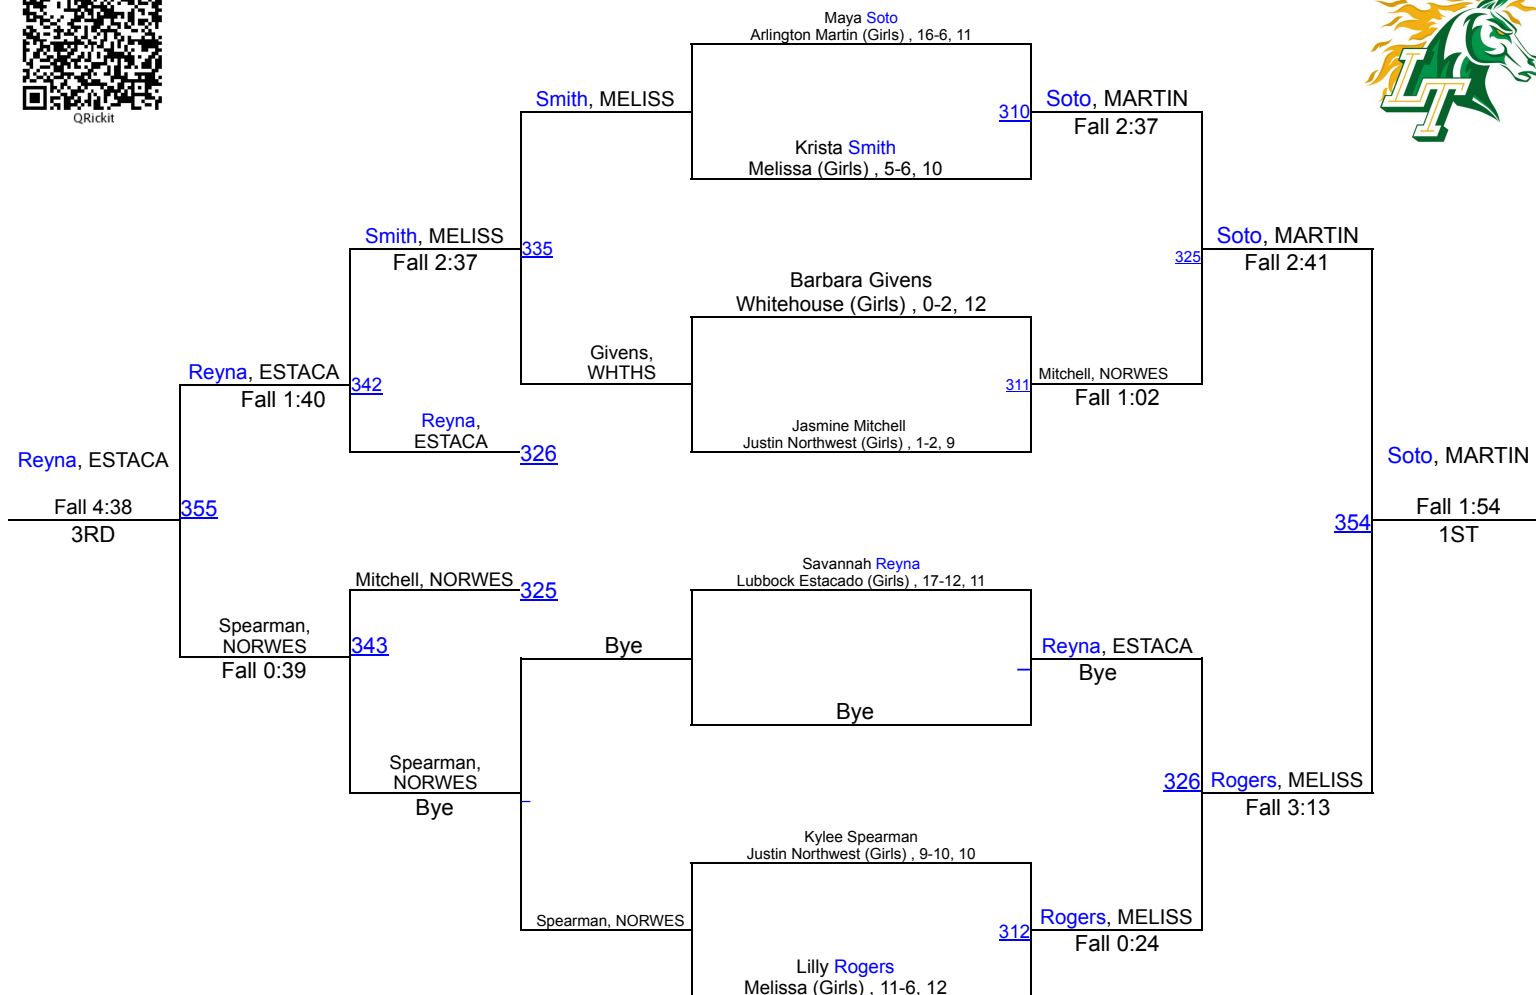 QRickit
Maya Soto
Arlington Martin (Girls) , 16-6, 11
LT
Smith, MELISS
310
Soto, MARTIN
Fall 2:37
Krista Smith
Melissa (Girls) , 5-6, 10
Smith, MELISS
Fall 2:37
335
325
Soto, MARTIN
Fall 2:41
Barbara Givens
Whitehouse (Girls) , 0-2, 12
Reyna, ESTACA
Fall 1:40
342
Givens,
WHTHS
311
Mitchell, NORWES
Fall 1:02
Reyna,
ESTACA
326
Jasmine Mitchell
Justin Northwest (Girls) , 1-2, 9
Reyna, ESTACA
Fall 4:38
3RD
355
354
Soto, MARTIN
Fall 1:54
1ST
Mitchell, NORWES
325
Savannah Reyna
Lubbock Estacado (Girls) , 17-12, 11
Spearman,
NORWES
Fall 0:39
343
Bye
Reyna, ESTACA
Bye
Bye
Spearman,
NORWES
Bye
326
Rogers, MELISS
Fall 3:13
Kylee Spearman
Justin Northwest (Girls) , 9-10, 10
Spearman, NORWES
312
Rogers, MELISS
Fall 0:24
Lilly Rogers
Melissa (Girls) , 11-6, 12